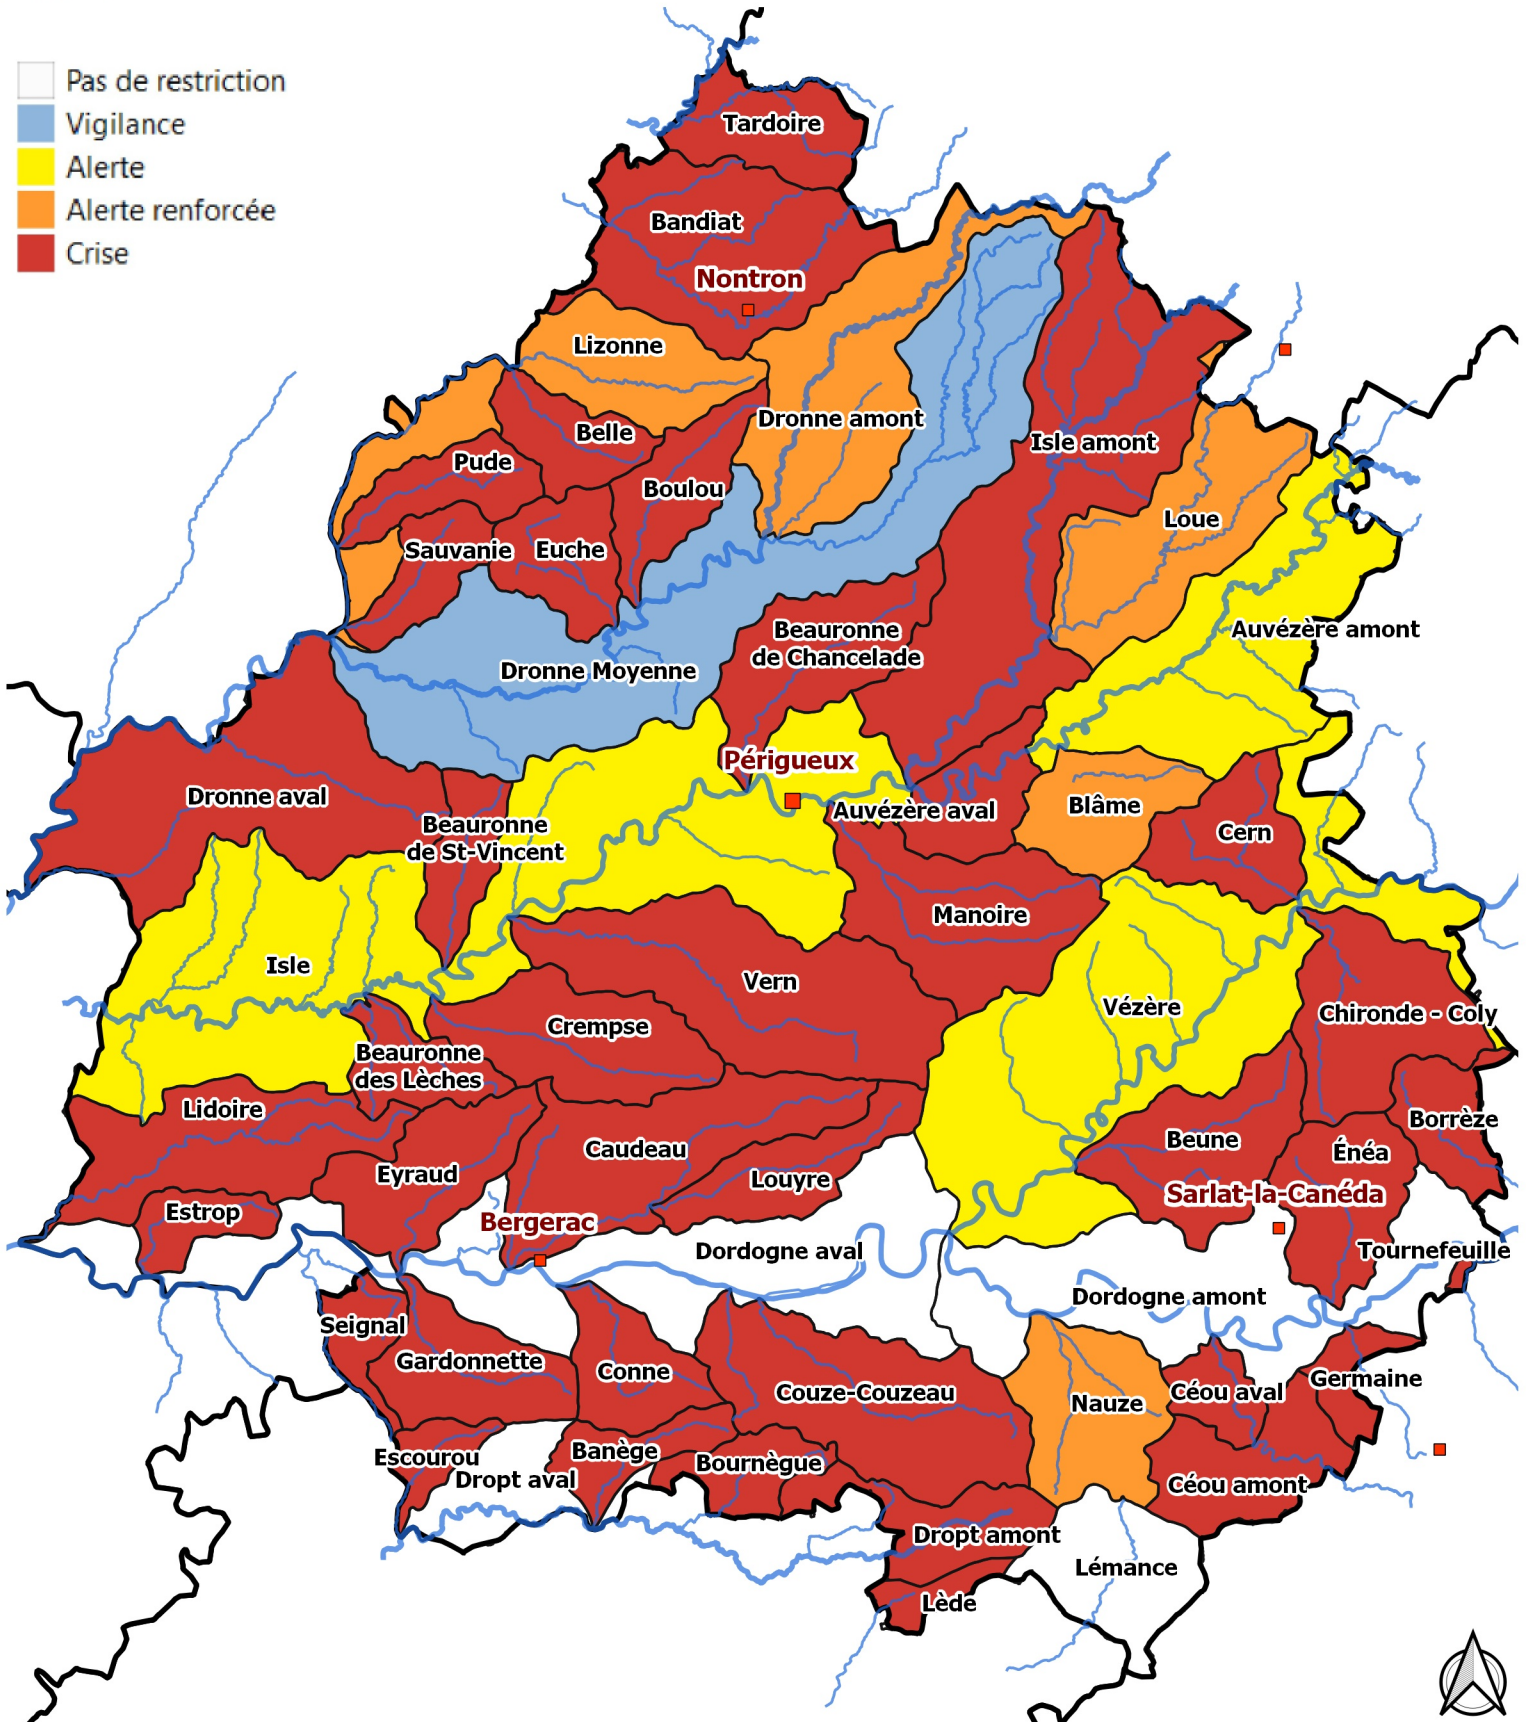 Pas de restriction
Vigilance
Alerte
Alerte renforcée
Crise
Tardoire
Bandiat
Nontron
Lizonne
Dronne amont
Belle
Isle amont
Pude
Boulou
Loue
Sauvanie
Euche
Auvézère amont
Beauronne
de Chancelade
Dronne Moyenne
Périgueux
Dronne aval
Blâme
Auvézère aval
Cern
Beauronne
de St-Vincent
Manoire
Isle
Vern
Vézère
Chironde - Coly
Crempse
Beauronne
des Lèches
Lidoire
Borrèze
Beune
Caudeau
Énéa
Eyraud
Louyre
Sarlat-la-Canéda
Estrop
Bergerac
Dordogne aval
Tournefeuille
Dordogne amont
Seignal
Gardonnette
Conne
Germaine
Couze-Couzeau
Céou aval
Nauze
Banège
Escourou
Bournègue
Dropt aval
Céou amont
Dropt amont
Lémance
Lède